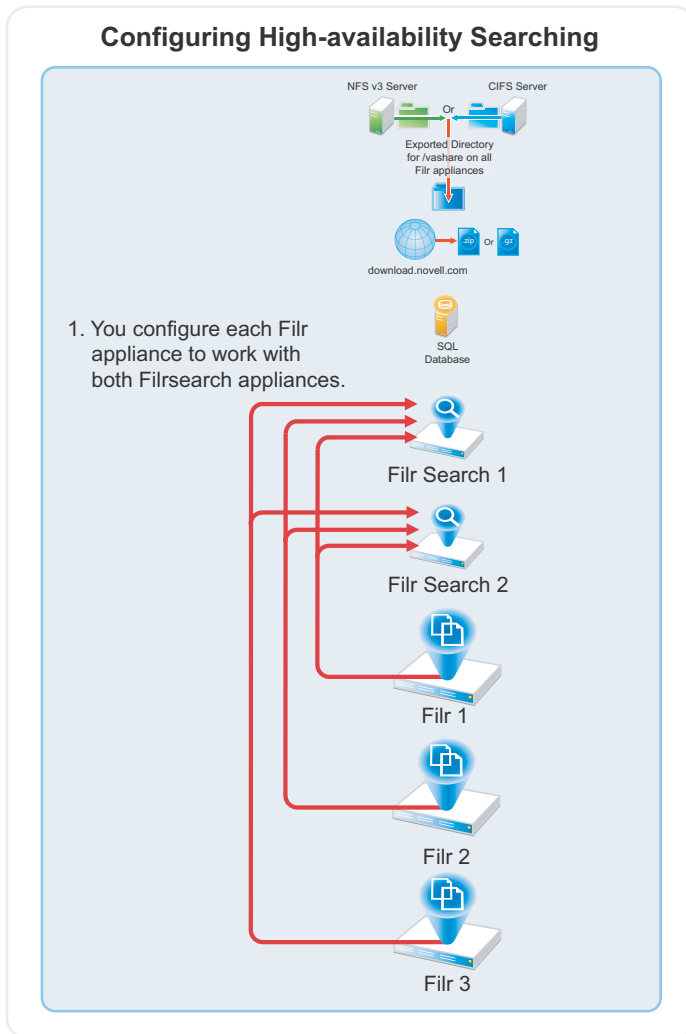 Configuring High-availability Searching
NFS v3 Server
CIFS Server
Or
Exported Directory
for /vashare on all
Filr appliances
.zip
Or
.gz
download.novell.com
SQL
Database
1. You configure each Filr
appliance to work with
both Filrsearch appliances.
Filr Search 1
Filr Search 2
Filr 1
Filr 2
Filr 3